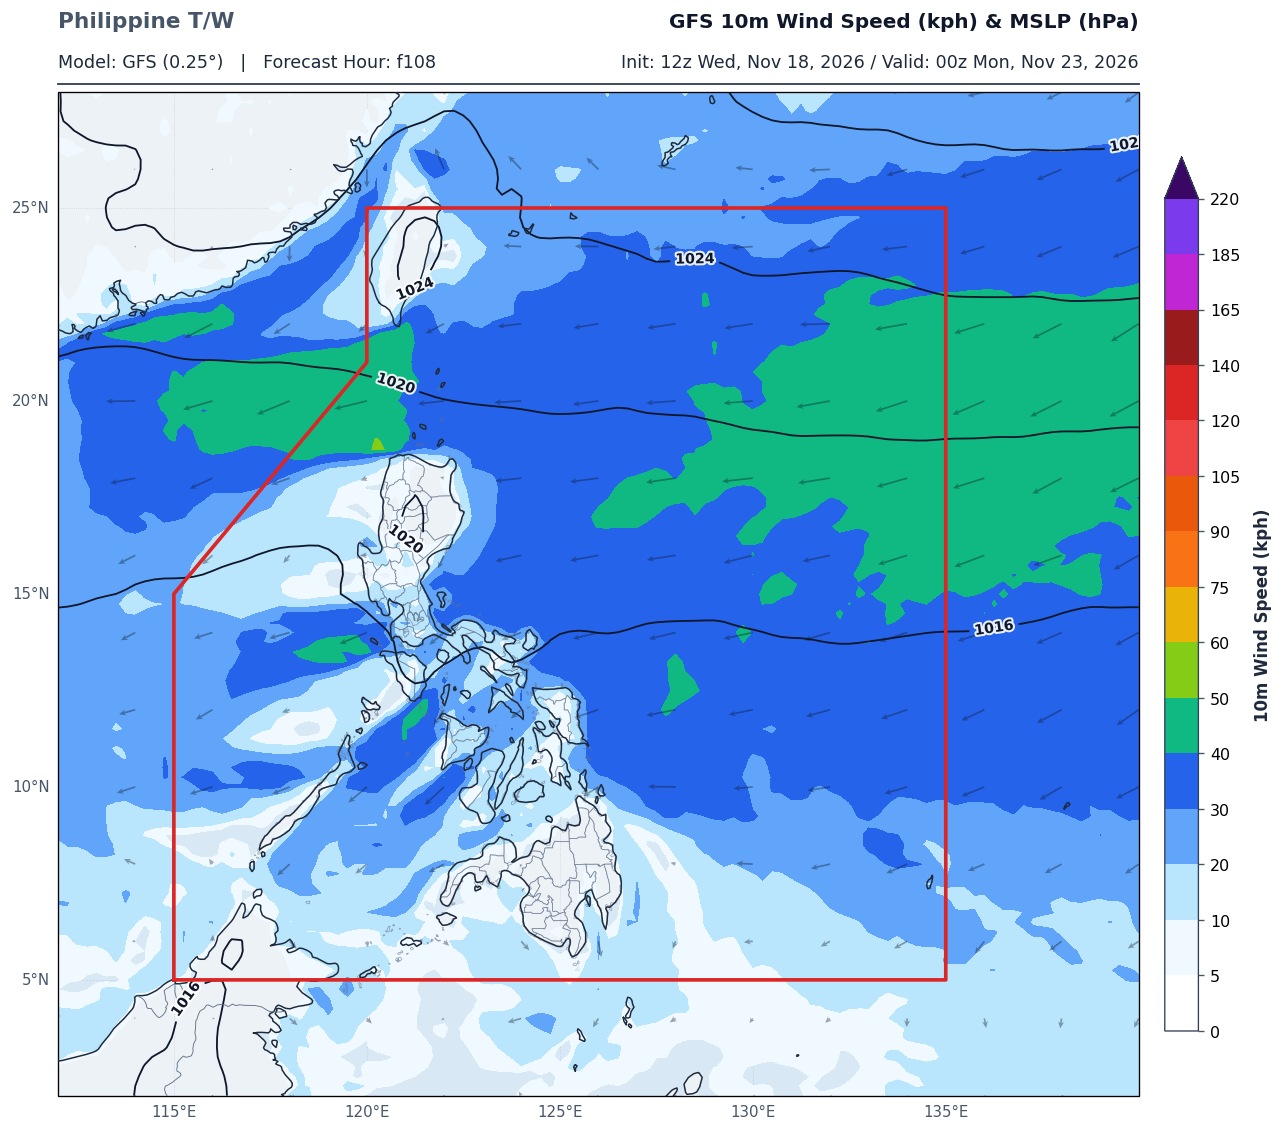 Philippine T/W
GFS 10m Wind Speed (kph) & MSLP (hPa)
Model: GFS (0.25°)   |   Forecast Hour: f108
Init: 12z Wed, Nov 18, 2026 / Valid: 00z Mon, Nov 23, 2026
102
25°N
20°N
15°N
10°N
5°N
1024
1024
1020
1020
1016
1016
115°E
120°E
125°E
130°E
135°E
220
185
165
140
120
105
90
75
60
50
40
30
20
10
5
0
10m Wind Speed (kph)